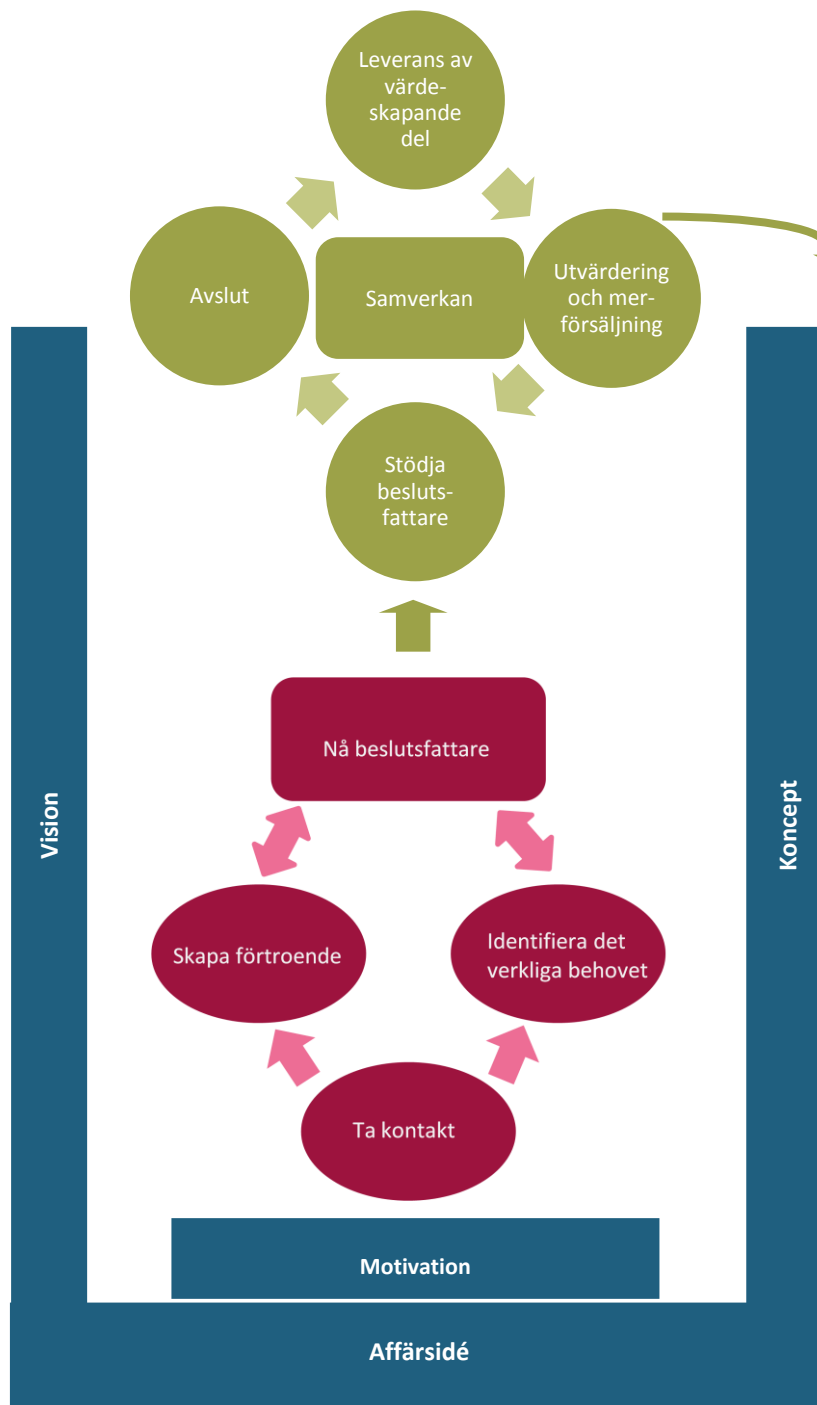 Leverans av
värde-
skapande
del
Avslut
Samverkan
Utvärdering
och mer-
försäljning
Stödja
besluts-
fattare
Nå beslutsfattare
Vision
Koncept
Skapa förtroende
Identifiera det
verkliga behovet
Ta kontakt
Motivation
Affärsidé